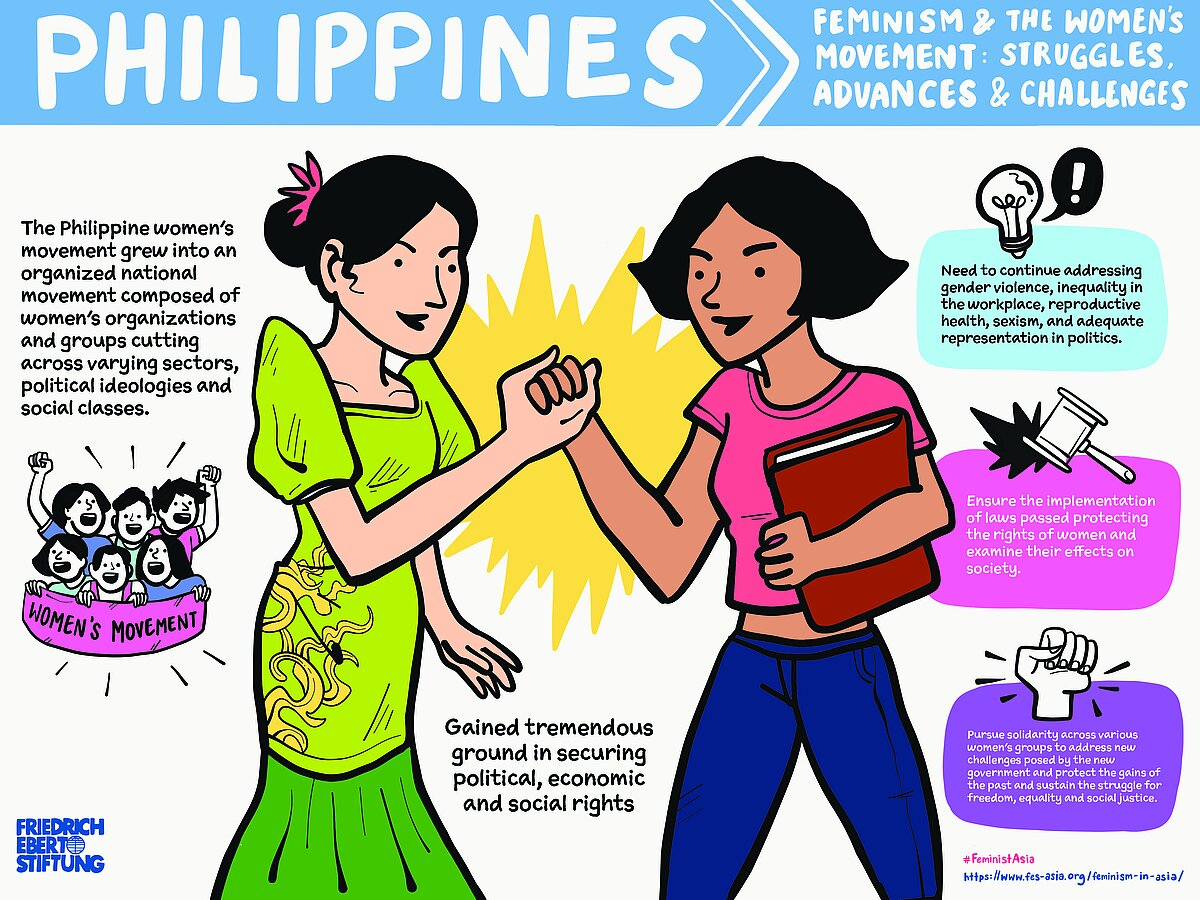 PHILIPPINES
FEMINISM & THE WOMEN'S
MOVEMENT: STRUGGLES,
ADVANCES & CHALLENGES
The Philippine women's
movement grew into an
organized national
movement composed of
women's organizations
and groups cutting
across varying sectors,
political ideologies and
social classes.
WOMEN'S MOVEMENT
Gained tremendous
ground in securing
political, economic
and social rights
!
Need to continue addressing
gender violence, inequality in
the workplace, reproductive
health, sexism, and adequate
representation in politics.
Ensure the implementation
of laws passed protecting
the rights of women and
examine their effects on
society.
Pursue solidarity across various
women's groups to address new
challenges posed by the new
government and protect the gains of
the past and sustain the struggle for
freedom, equality and social justice.
FRIEDRICH
EBERT
STIFTUNG
#FeministAsia
https://www.fes-asia.org/feminism-in-asia/